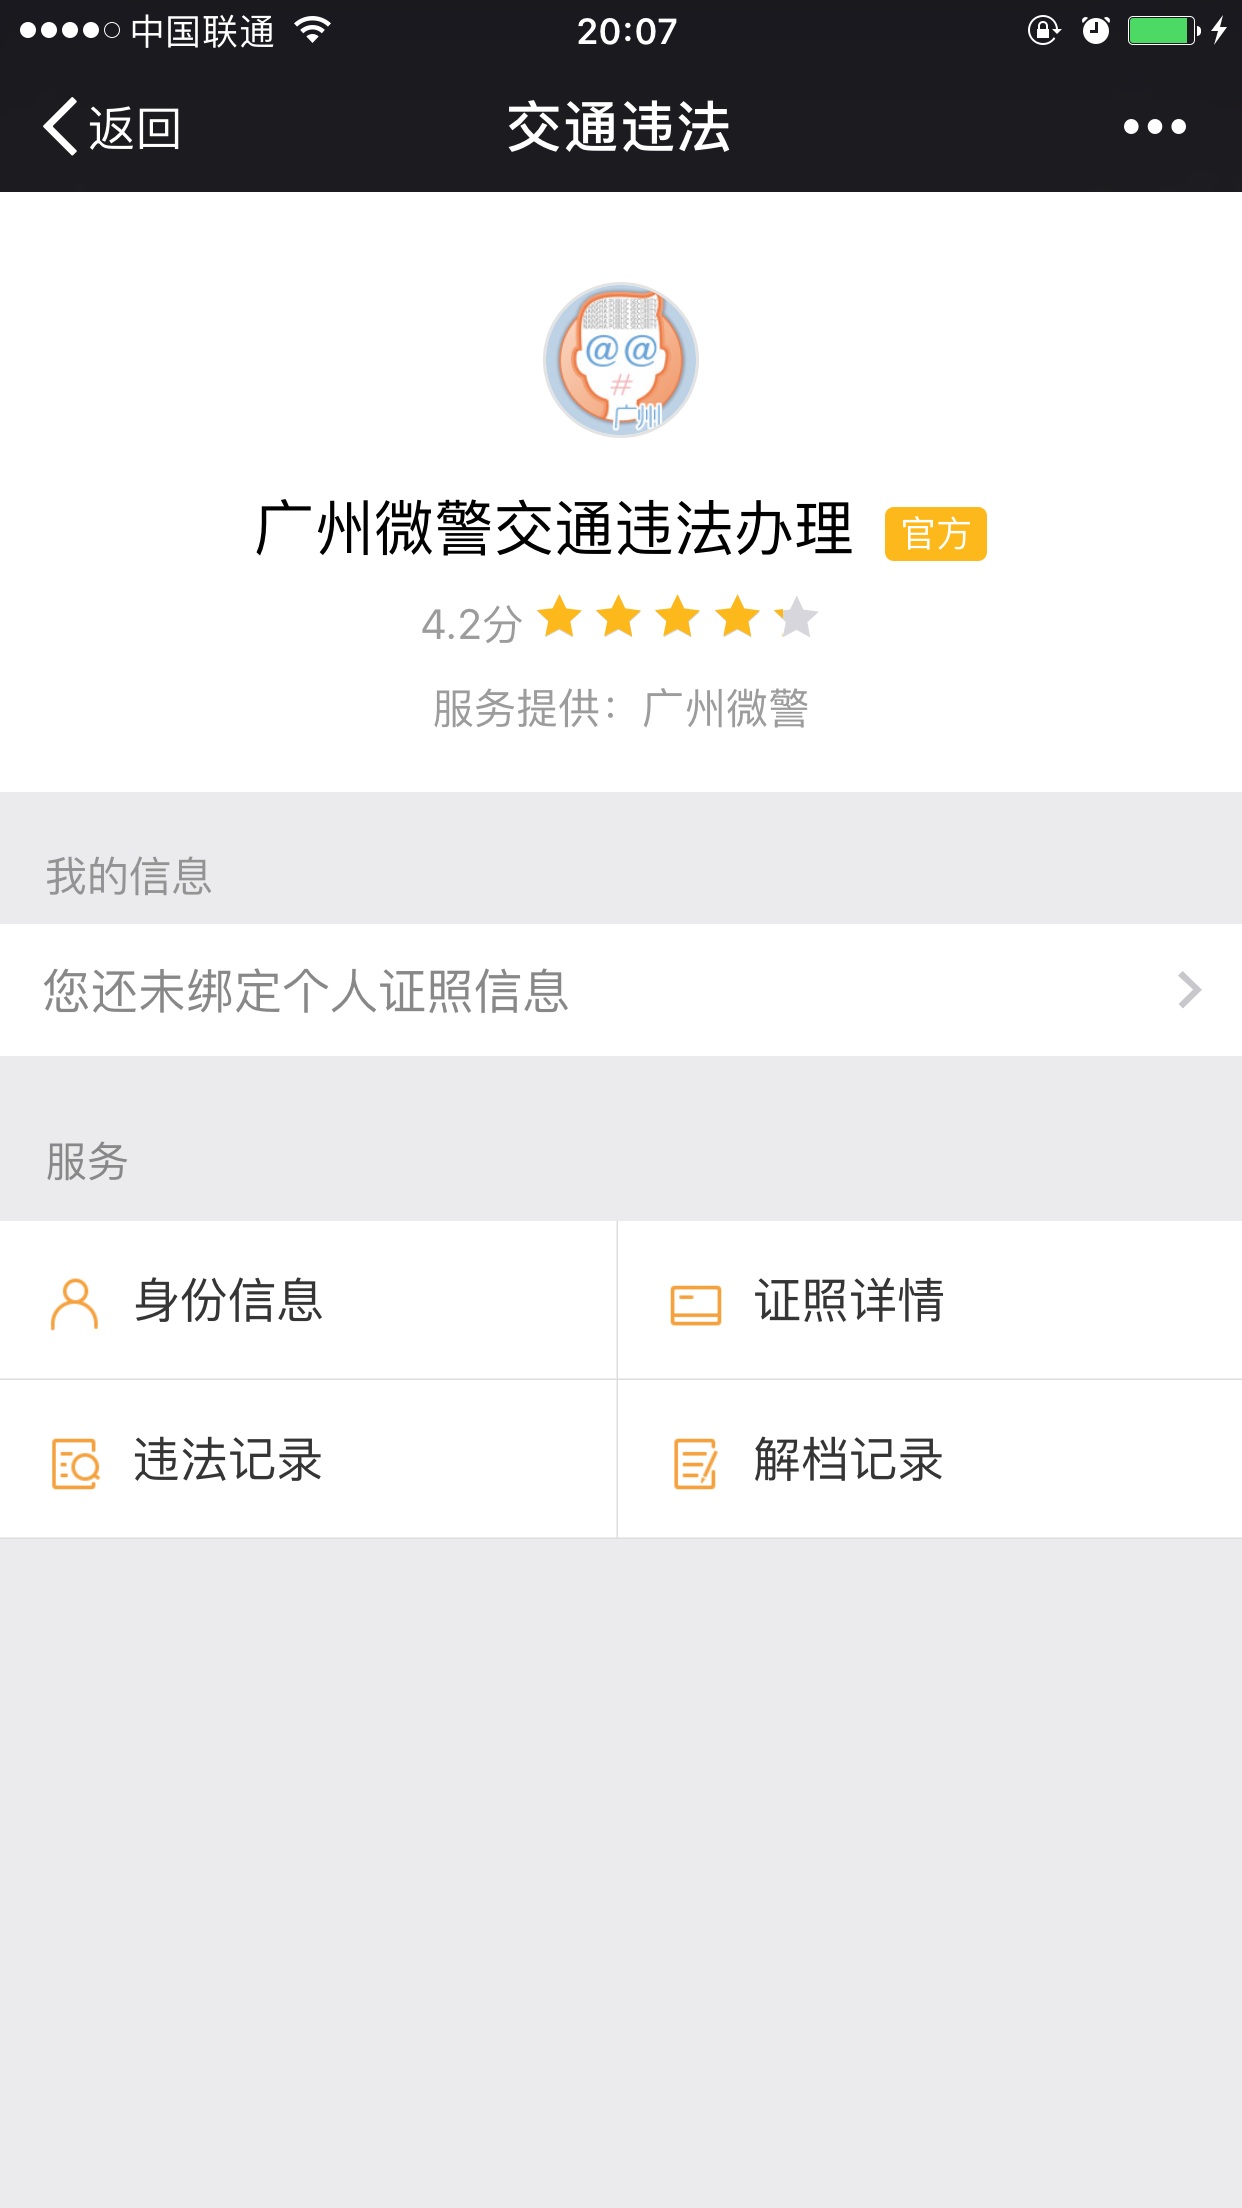 中国联通
20:07
返回
交通违法
@@
#
广州
广州微警交通违法办理 官方
4.2分
服务提供：广州微警
我的信息
您还未绑定个人证照信息
服务
身份信息
证照详情
违法记录
解档记录